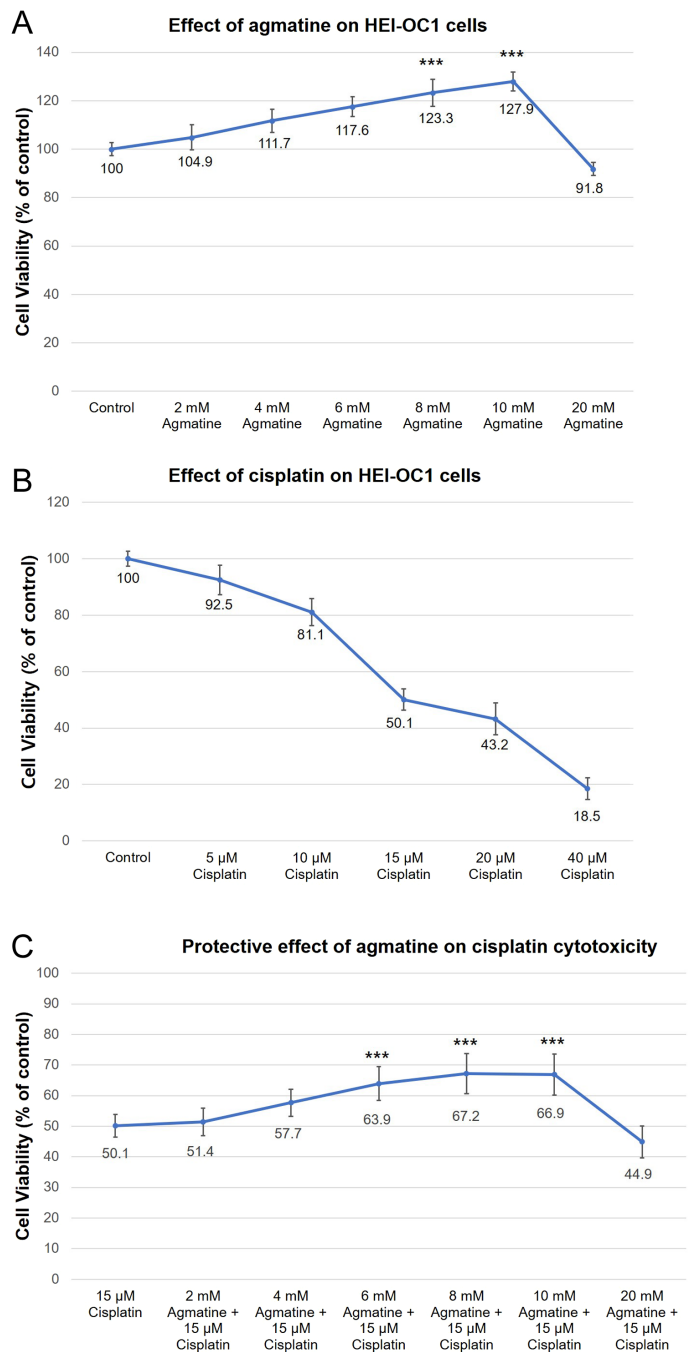 A
Effect of agmatine on HEI-OC1 cells
Cell Viability (% of control)
140
120
100
80
60
40
20
0
***
***
100
104.9
111.7
117.6
123.3
127.9
91.8
Control
2 mM
Agmatine
4 mM
Agmatine
6 mM
Agmatine
8 mM
Agmatine
10 mM
Agmatine
20 mM
Agmatine
B
Effect of cisplatin on HEI-OC1 cells
Cell Viability (% of control)
120
100
80
60
40
20
0
100
92.5
81.1
50.1
43.2
18.5
Control
5 µM
Cisplatin
10 µM
Cisplatin
15 µM
Cisplatin
20 µM
Cisplatin
40 µM
Cisplatin
C
Protective effect of agmatine on cisplatin cytotoxicity
Cell Viability (% of control)
100
90
80
70
60
50
40
30
20
10
0
***
***
***
50.1
51.4
57.7
63.9
67.2
66.9
44.9
15 µM
Cisplatin
2 mM
Agmatine +
15 µM
Cisplatin
4 mM
Agmatine +
15 µM
Cisplatin
6 mM
Agmatine +
15 µM
Cisplatin
8 mM
Agmatine +
15 µM
Cisplatin
10 mM
Agmatine +
15 µM
Cisplatin
20 mM
Agmatine +
15 µM
Cisplatin